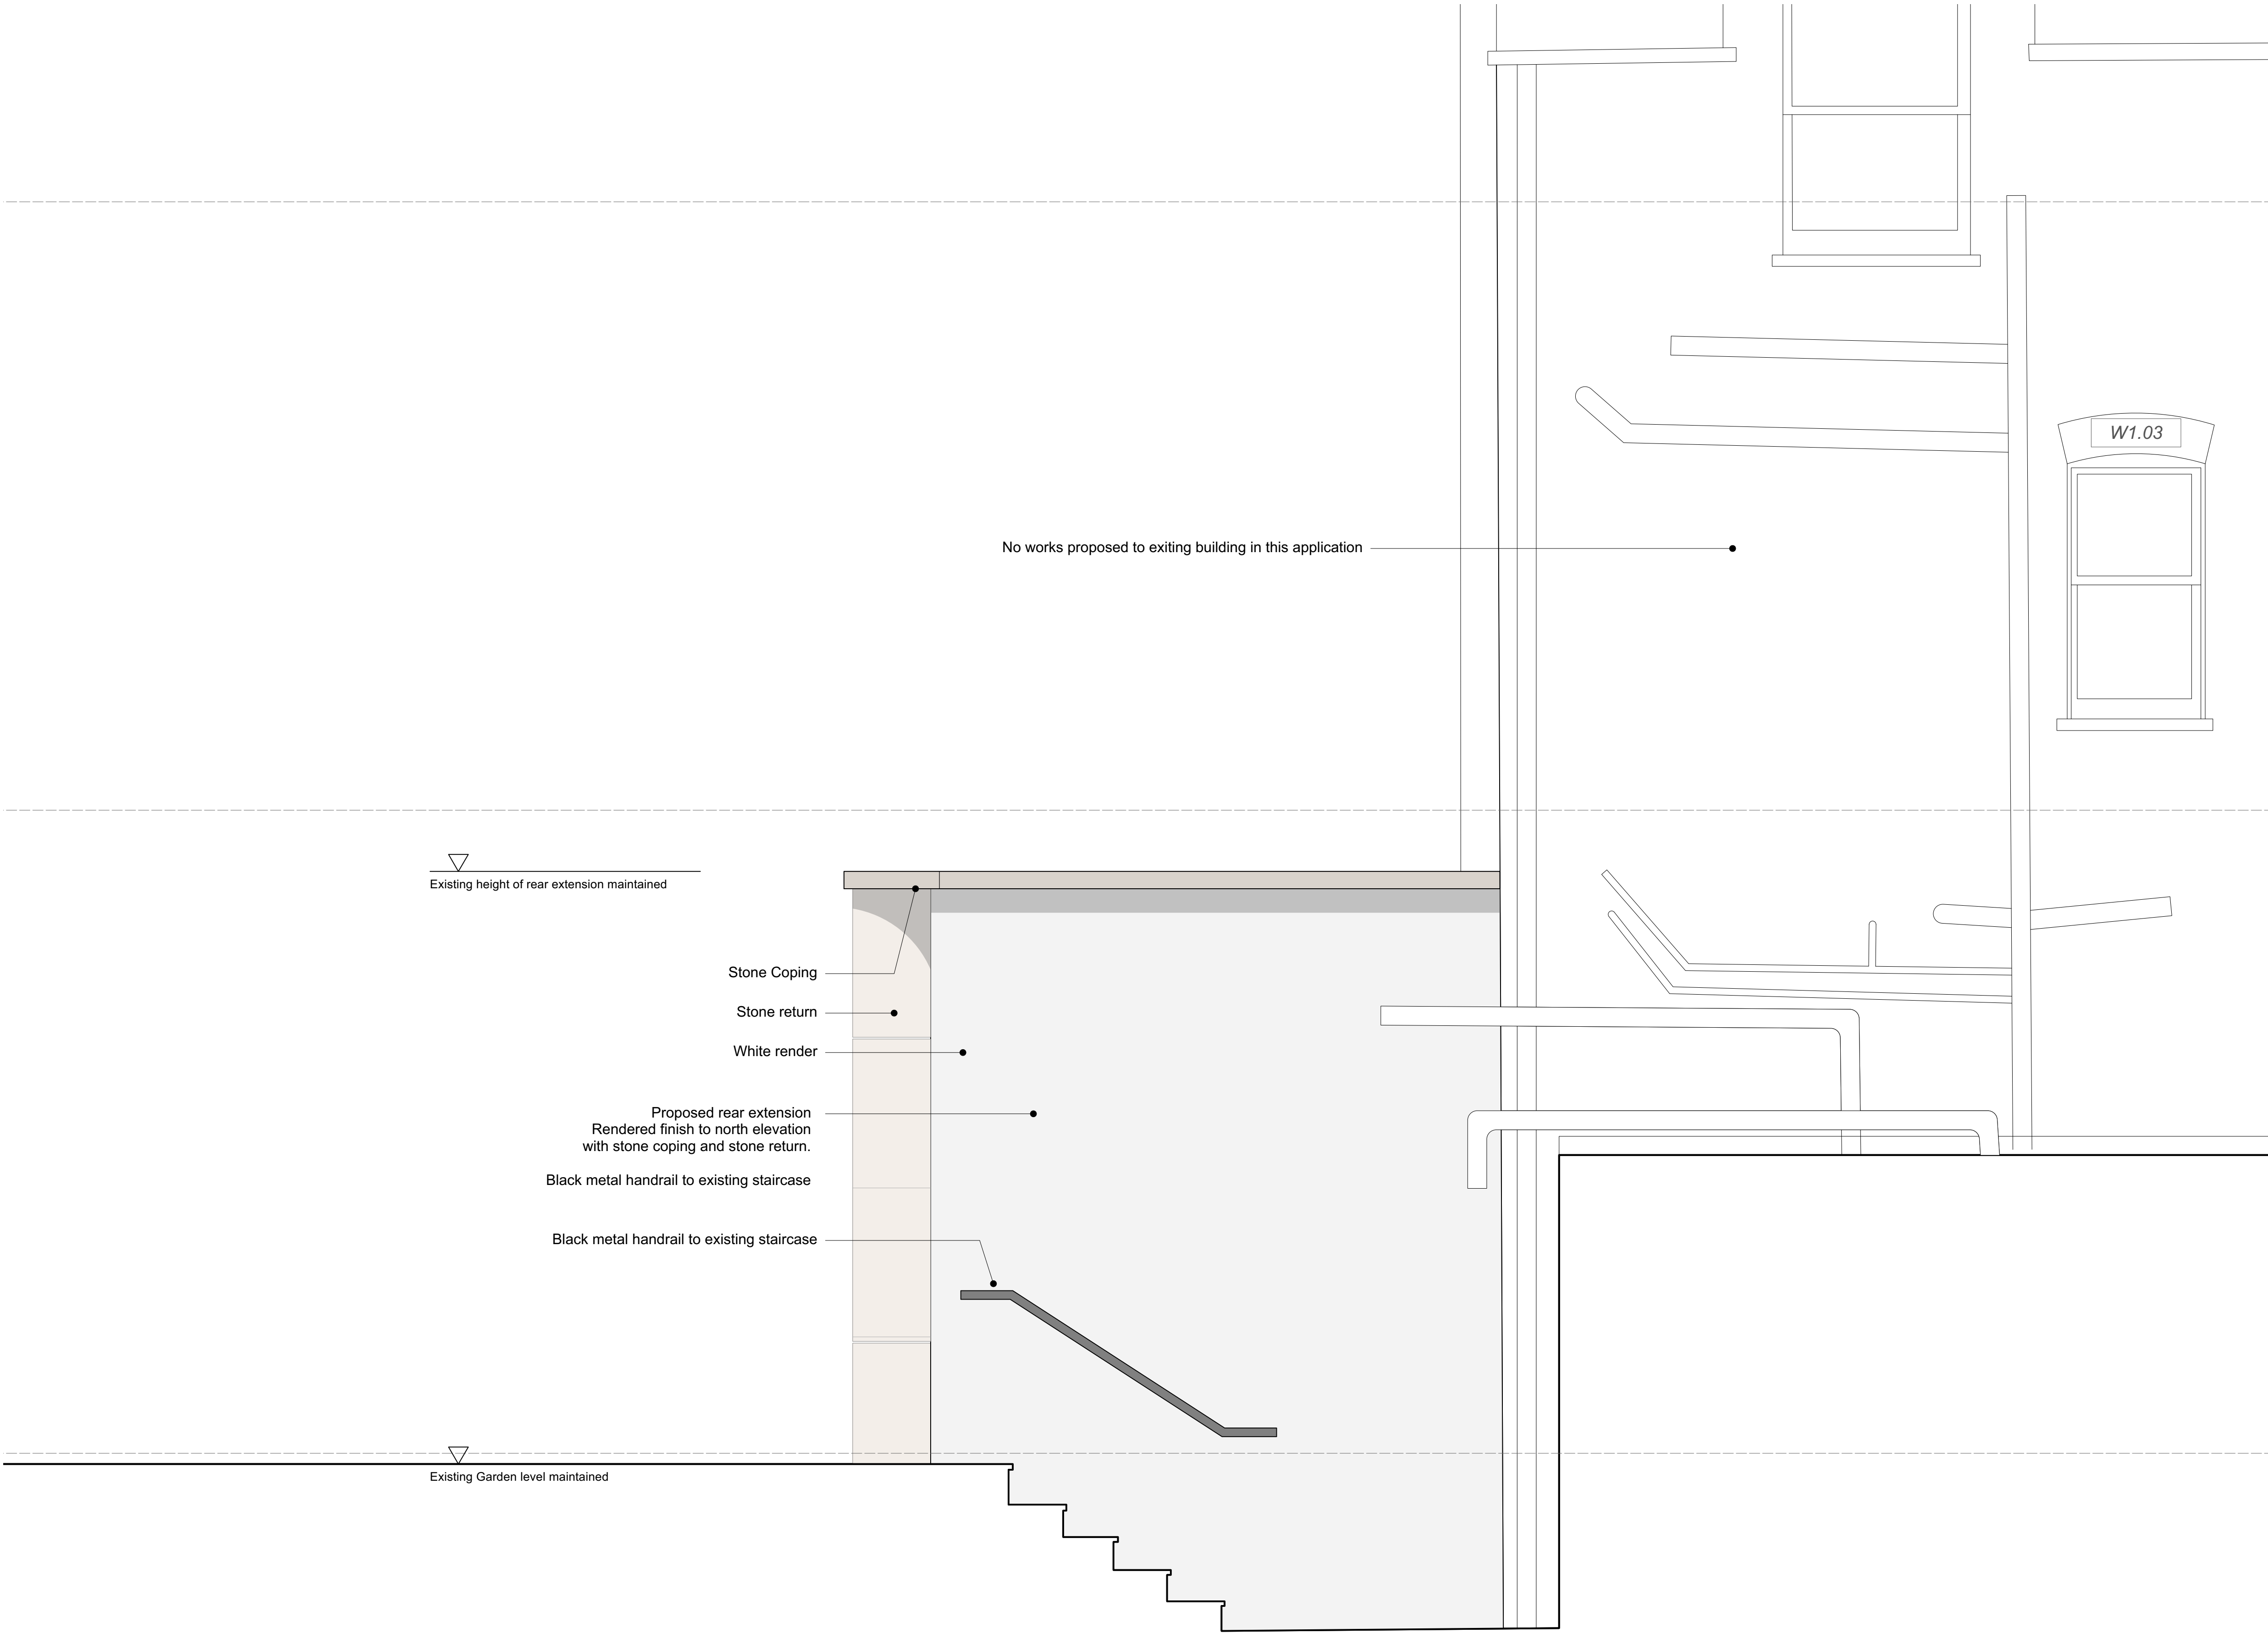 W1.03
No works proposed to exiting building in this application
Existing height of rear extension maintained
Stone Coping
Stone return
White render
Proposed rear extension
Rendered finish to north elevation
with stone coping and stone return.
Black metal handrail to existing staircase
Black metal handrail to existing staircase
Existing Garden level maintained